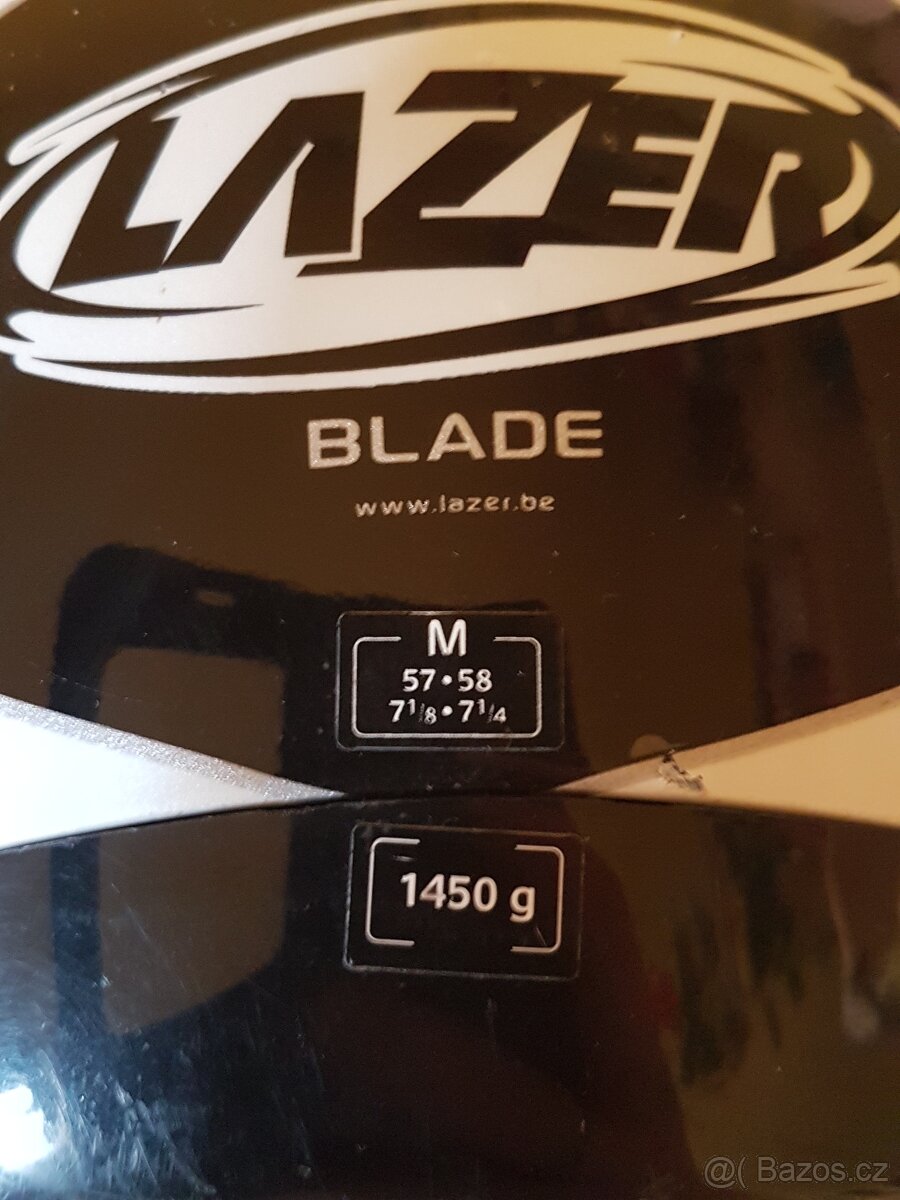 LAZER
BLADE
www.lazer.be
M
57•58
7 1/8•7 1/4
1450 g
@( Bazos.cz